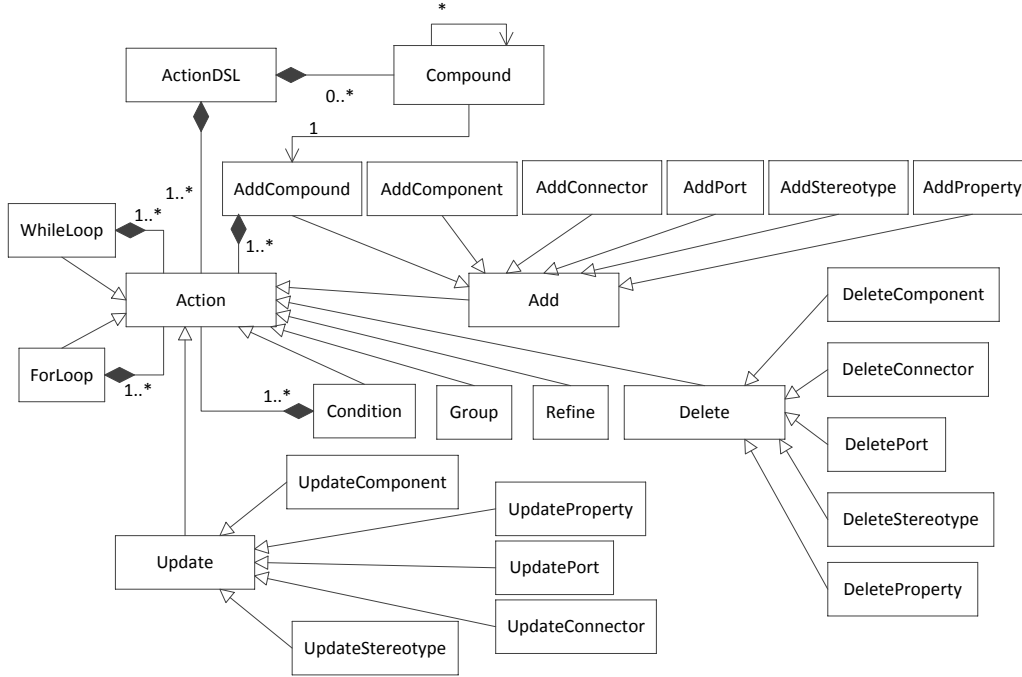 *
ActionDSL
Compound
0..*
1
AddCompound
AddComponent
AddConnector
AddPort
AddStereotype
AddProperty
1..*
WhileLoop
1..*
1..*
Action
Add
DeleteComponent
ForLoop
1..*
DeleteConnector
1..*
Condition
Group
Refine
Delete
DeletePort
UpdateComponent
UpdateProperty
DeleteStereotype
Update
UpdatePort
DeleteProperty
UpdateConnector
UpdateStereotype